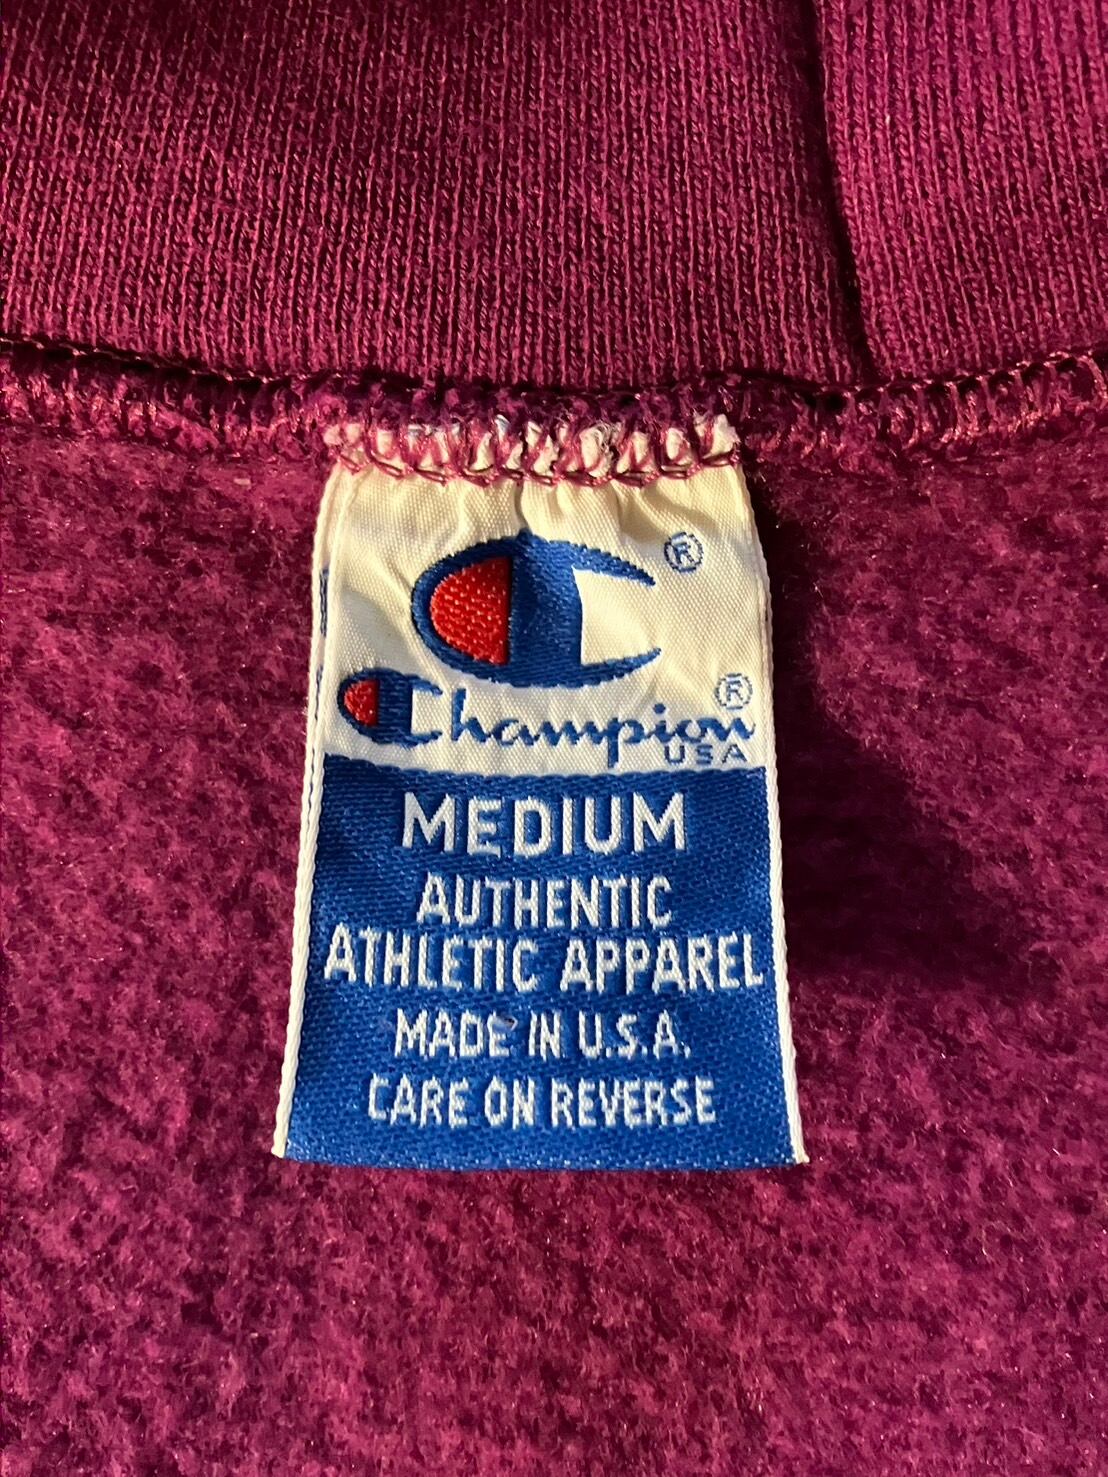 ®
Champion®
USA
MEDIUM
AUTHENTIC
ATHLETIC APPAREL
MADE IN U.S.A.
CARE ON REVERSE